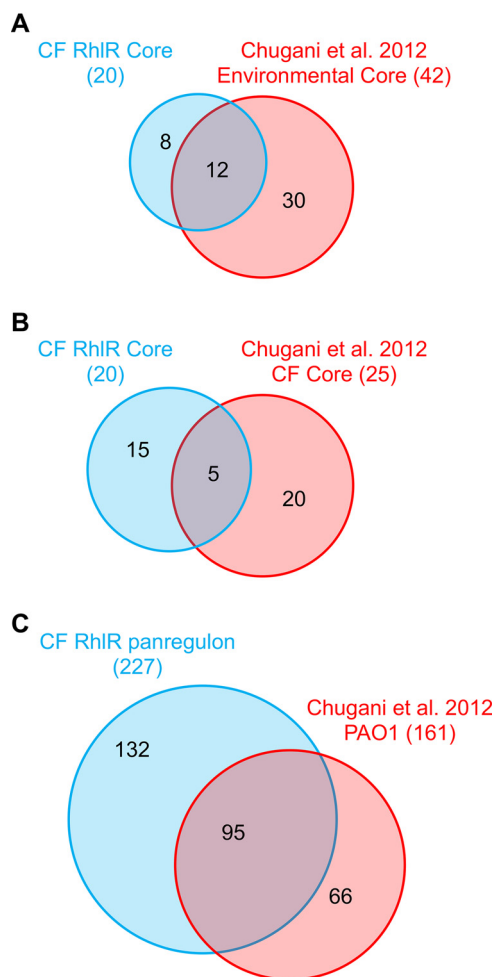 A
CF RhlR Core
(20)
Chugani et al. 2012
Environmental Core (42)
8
12
30
B
CF RhlR Core
(20)
Chugani et al. 2012
CF Core (25)
15
5
20
C
CF RhlR panregulon
(227)
Chugani et al. 2012
PAO1 (161)
132
95
66